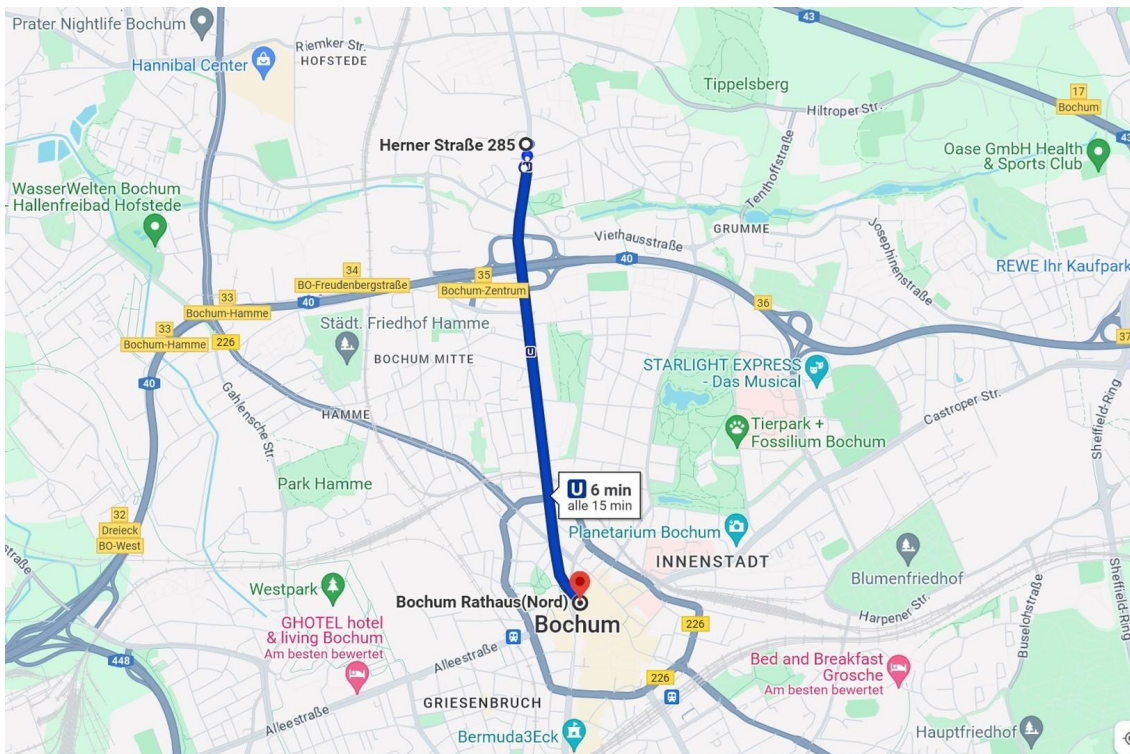 Prater Nightlife Bochum
43
Riemker Str.
HOFSTEDE
Hannibal Center
Tippelsberg
17
Bochum
Hiltroper Str.
43
Herner Straße 285
Oase GmbH Health
& Sports Club
Tenthoffstraße
WasserWelten Bochum
- Hallenfreibad Hofstede
GRUMME
Vierhausstraße
Josephinenstraße
40
REWE Ihr Kaufpark
34
BO-Freudenbergstraße
35
Bochum-Zentrum
33
Bochum-Hamme
40
36
33
Bochum-Hamme
226
Städt. Friedhof Hamme
37
BOCHUM MITTE
U
STARLIGHT EXPRESS
- Das Musical
40
Gahlensche Str.
HAMME
Castroper Str.
Sheffield-Ring
Tierpark +
Fossilium Bochum
Park Hamme
U 6 min
alle 15 min
32
Dreieck
BO-West
Planetarium Bochum
INNENSTADT
Blumenfriedhof
Westpark
Bochum Rathaus(Nord)
Bochum
Harpener Str.
Buselohstraße
Sheffield-Ring
GHOTEL hotel
& living Bochum
Am besten bewertet
226
Alleestraße
448
226
Bed and Breakfast
Grosche
Am besten bewertet
GRIESENBRUCH
Alleestraße
Bermuda3Eck
Hauptfriedhof